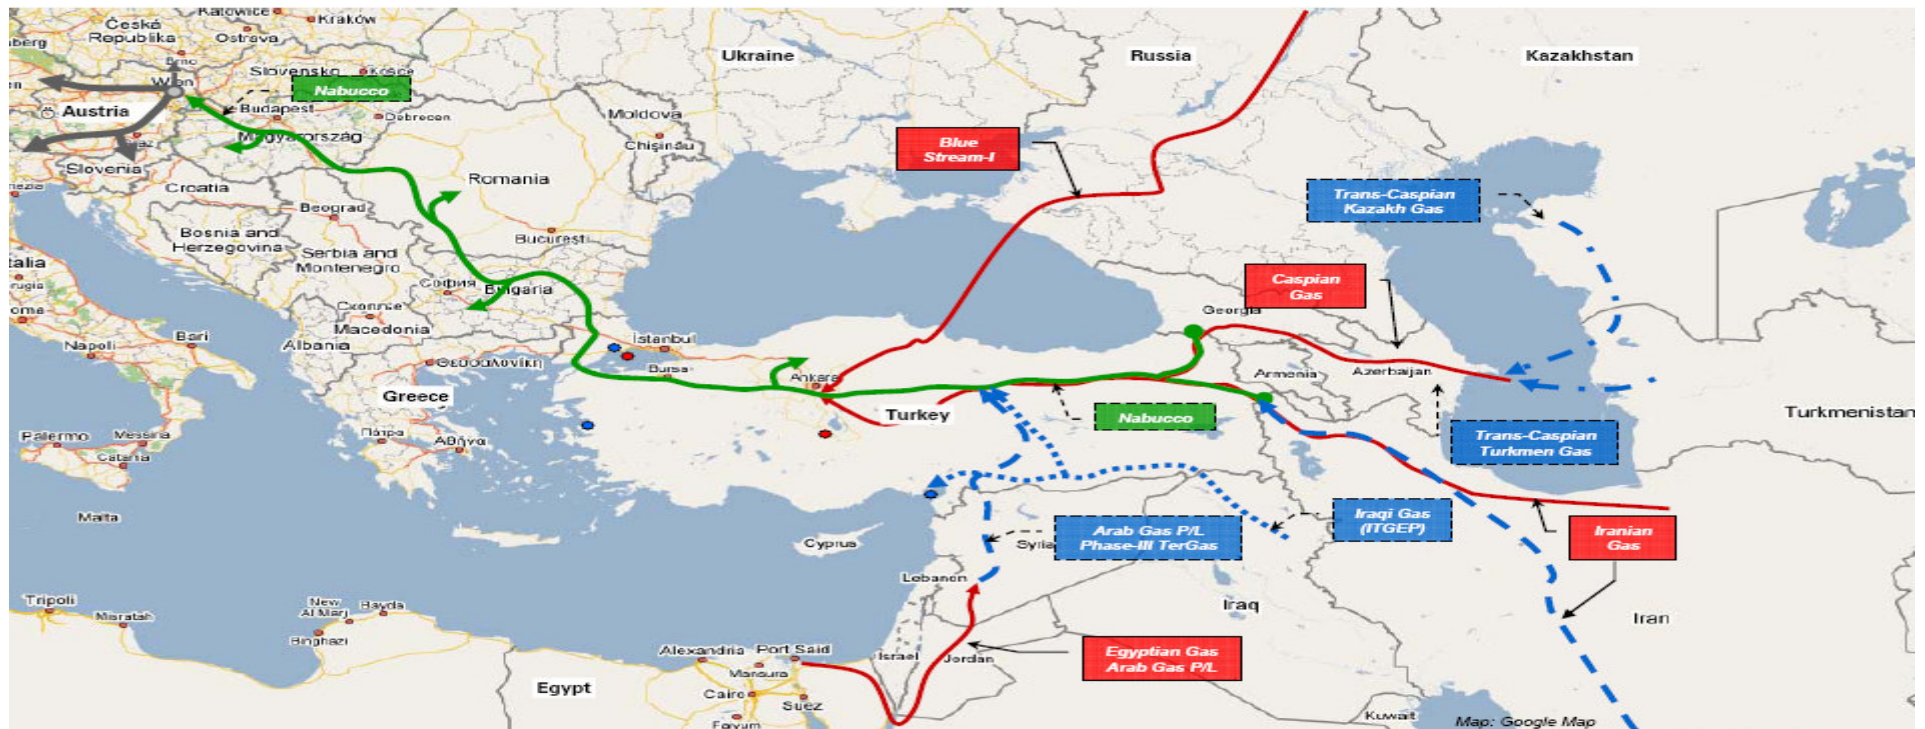 Katowice
Kraków
Česká
Republika
Ostrava
Ukraine
Russia
Kazakhstan
Brno
Wien
Slovensko
Košice
Nabucco
Austria
Budapest
Debrecen
Magyarország
Moldova
Chişinău
Blue
Stream-I
Slovenia
Romania
Croatia
Trans-Caspian
Kazakh Gas
Beograd
Bosnia and
Herzegovina
Bucureşti
Serbia and
Montenegro
Caspian
Gas
София
Bulgaria
Скопље
Macedonia
Georgia
Bari
Albania
İstanbul
Napoli
Θεσσαλονίκη
Bursa
Ankara
Armenia
Azerbaijan
Greece
Turkey
Nabucco
Turkmenistan
Palermo
Messina
Πάτρα
Αθήνα
Catania
Trans-Caspian
Turkmen Gas
Malta
Iraqi Gas
(ITGEP)
Arab Gas P/L
Phase-III TerGas
Syria
Cyprus
Iranian
Gas
Lebanon
Tripoli
Misratah
New
Al Marj
Bayda
Iraq
Iran
Binghazi
Alexandria
Port Said
Israel
Jordan
Egyptian Gas
Arab Gas P/L
Mansura
Egypt
Cairo
Suez
Faiyum
Kuwait
Map: Google Map